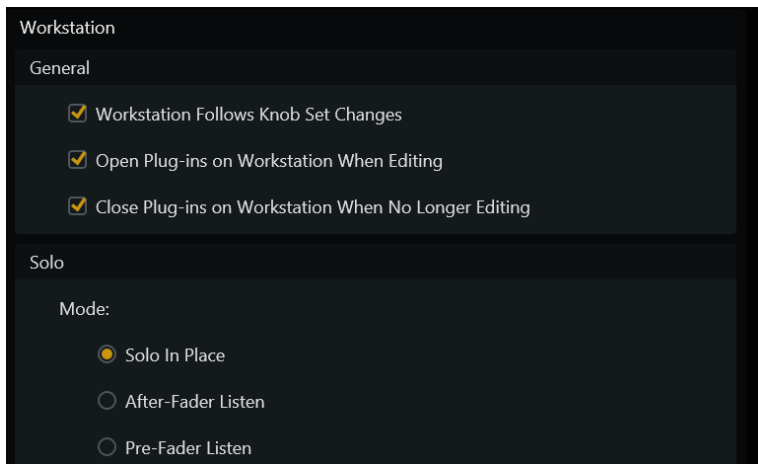 Workstation
General
Workstation Follows Knob Set Changes
Open Plug-ins on Workstation When Editing
Close Plug-ins on Workstation When No Longer Editing
Solo
Mode:
Solo In Place
After-Fader Listen
Pre-Fader Listen